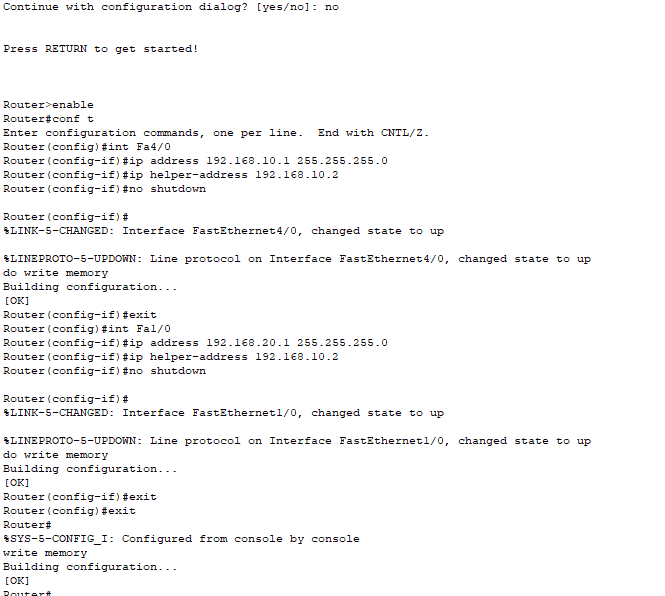 Continue with configuration dialog? [yes/no]: no
Press RETURN to get started!
Router>enable
Router#conf t
Enter configuration commands, one per line.  End with CNTL/Z.
Router(config)#int Fa4/0
Router(config-if)#ip address 192.168.10.1 255.255.255.0
Router(config-if)#ip helper-address 192.168.10.2
Router(config-if)#no shutdown
Router(config-if)#
%LINK-5-CHANGED: Interface FastEthernet4/0, changed state to up
%LINEPROTO-5-UPDOWN: Line protocol on Interface FastEthernet4/0, changed state to up
do write memory
Building configuration...
[OK]
Router(config-if)#exit
Router(config)#int Fa1/0
Router(config-if)#ip address 192.168.20.1 255.255.255.0
Router(config-if)#ip helper-address 192.168.10.2
Router(config-if)#no shutdown
Router(config-if)#
%LINK-5-CHANGED: Interface FastEthernet1/0, changed state to up
%LINEPROTO-5-UPDOWN: Line protocol on Interface FastEthernet1/0, changed state to up
do write memory
Building configuration...
[OK]
Router(config-if)#exit
Router(config)#exit
Router#
%SYS-5-CONFIG_I: Configured from console by console
write memory
Building configuration...
[OK]
Router#